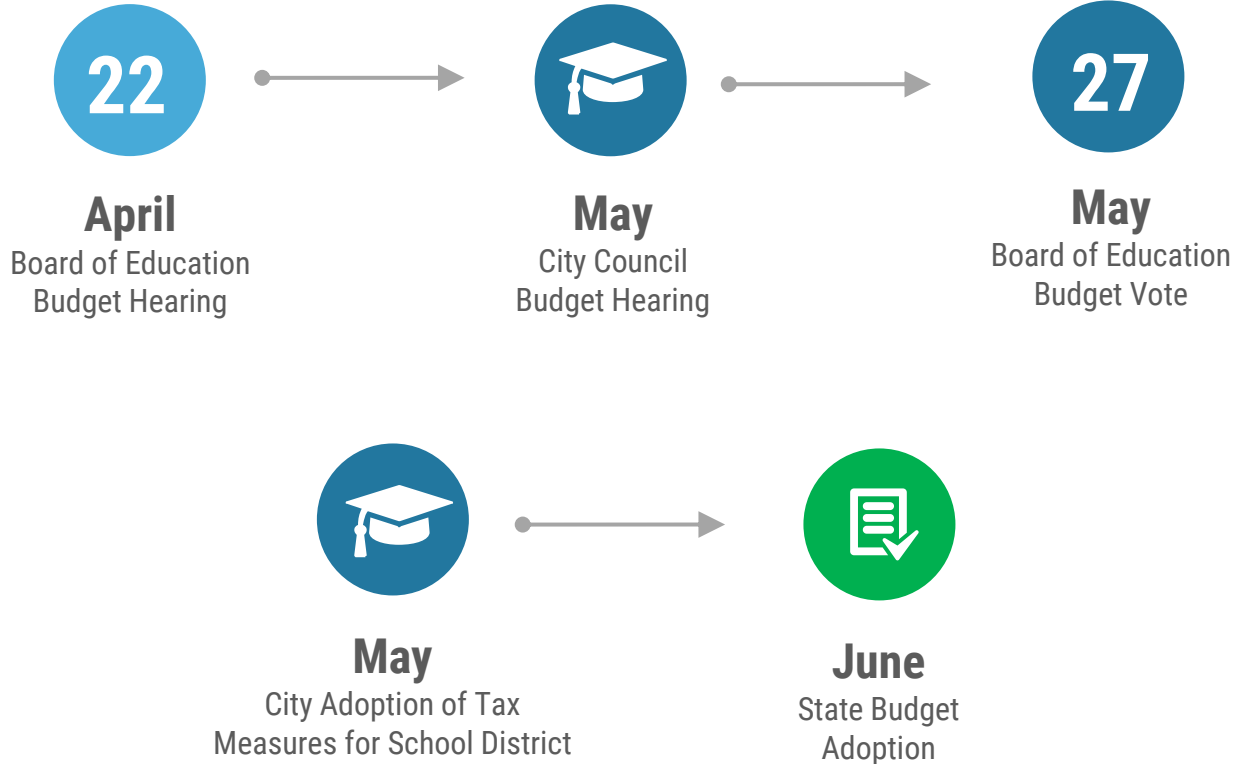 22
April
Board of Education
Budget Hearing
May
City Council
Budget Hearing
27
May
Board of Education
Budget Vote
May
City Adoption of Tax
Measures for School District
June
State Budget
Adoption